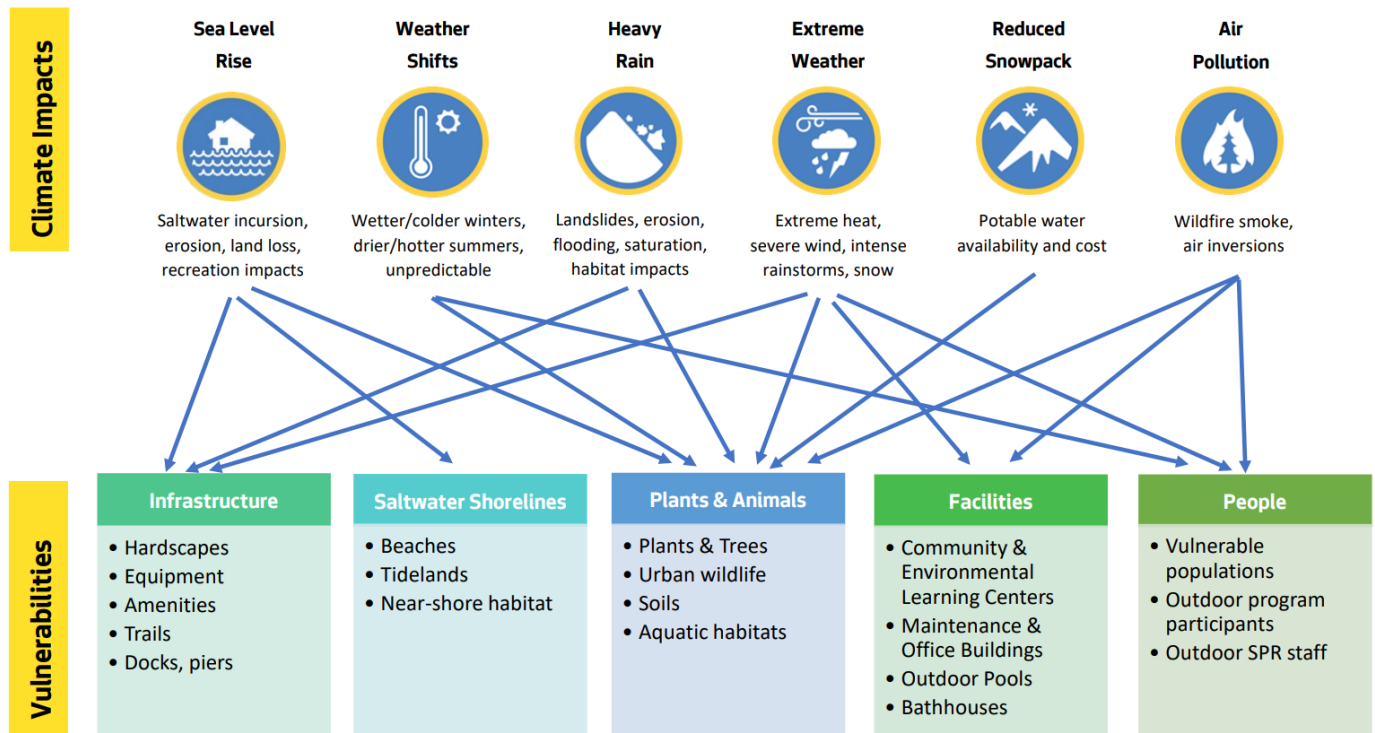 Climate Impacts
Sea Level
Rise
Weather
Shifts
Heavy
Rain
Extreme
Weather
Reduced
Snowpack
Air
Pollution
Saltwater incursion,
erosion, land loss,
recreation impacts
Wetter/colder winters,
drier/hotter summers,
unpredictable
Landslides, erosion,
flooding, saturation,
habitat impacts
Extreme heat,
severe wind, intense
rainstorms, snow
Potable water
availability and cost
Wildfire smoke,
air inversions
Vulnerabilities
Infrastructure
• Hardscapes
• Equipment
• Amenities
• Trails
• Docks, piers
Saltwater Shorelines
• Beaches
• Tidelands
• Near-shore habitat
Plants & Animals
• Plants & Trees
• Urban wildlife
• Soils
• Aquatic habitats
Facilities
• Community &
Environmental
Learning Centers
• Maintenance &
Office Buildings
• Outdoor Pools
• Bathhouses
People
• Vulnerable
populations
• Outdoor program
participants
• Outdoor SPR staff